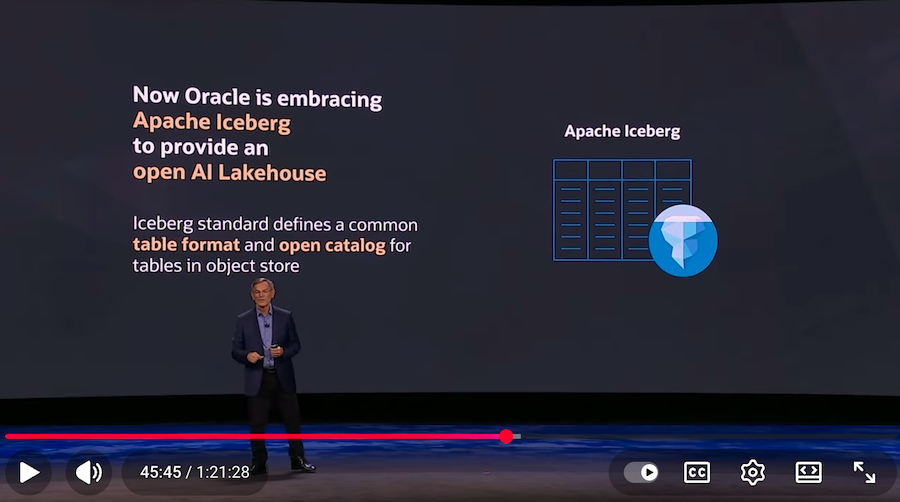 Now Oracle is embracing
Apache Iceberg
to provide an
open AI Lakehouse
Iceberg standard defines a common
table format and open catalog for
tables in object store
Apache Iceberg
45:45 / 1:21:28
CC